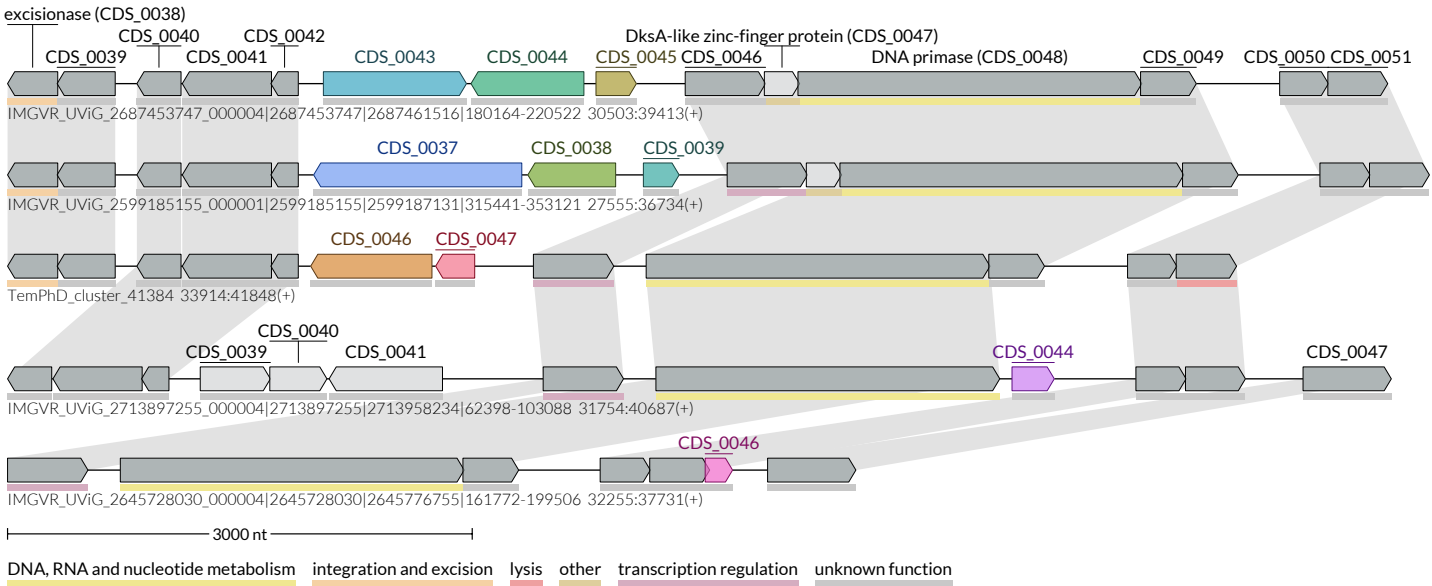 excisionase (CDS_0038)
CDS_0040 CDS_0042 DksA-like zinc-finger protein (CDS_0047)
CDS_0039 CDS_0041 CDS_0043 CDS_0044 CDS_0045 CDS_0046 DNA primase (CDS_0048) CDS_0049 CDS_0050 CDS_0051
IMGVR_UViG_2687453747_000004|2687453747|2687461516|180164-220522 30503:39413(+)
CDS_0037 CDS_0038 CDS_0039
IMGVR_UViG_2599185155_000001|2599185155|2599187131|315441-353121 27555:36734(+)
CDS_0046 CDS_0047
TemPhD_cluster_41384 33914:41848(+)
CDS_0040
CDS_0039 CDS_0041 CDS_0044 CDS_0047
IMGVR_UViG_2713897255_000004|2713897255|2713958234|62398-103088 31754:40687(+)
CDS_0046
IMGVR_UViG_2645728030_000004|2645728030|2645776755|161772-199506 32255:37731(+)
3000 nt
DNA, RNA and nucleotide metabolism integration and excision lysis other transcription regulation unknown function